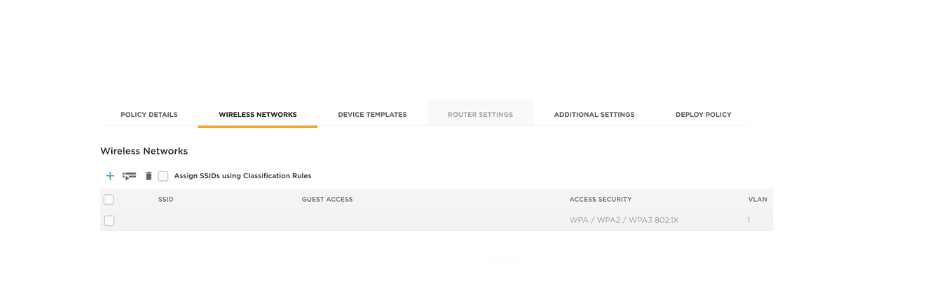 POLICY DETAILS WIRELESS NETWORKS DEVICE TEMPLATES ROUTER SETTINGS ADDITIONAL SETTINGS DEPLOY POLICY
Wireless Networks
Assign SSIDs using Classification Rules
SSID GUEST ACCESS ACCESS SECURITY VLAN
WPA / WPA2 / WPA3 802.1X 1